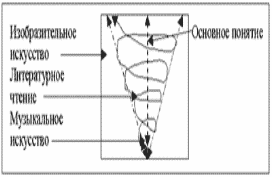 Изобразительное
искусство
Литературное
чтение
Музыкальное
искусство
Основное понятие